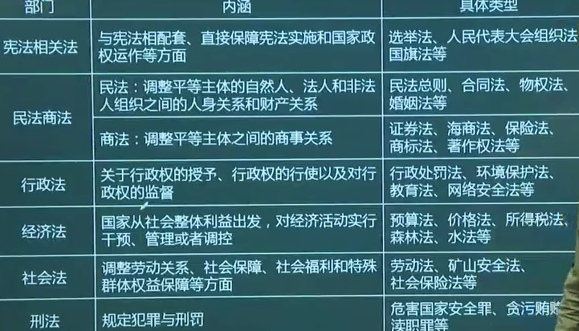 部门 内涵 具体类型
宪法相关法
与宪法相配套、直接保障宪法实施和国家政
权运作等方面
选举法、人民代表大会组织法
国旗法等
民法商法
民法：调整平等主体的自然人、法人和非法
人组织之间的人身关系和财产关系
民法总则、合同法、物权法、
婚姻法等
商法：调整平等主体之间的商事关系
证券法、海商法、保险法、
商标法、著作权法等
行政法
关于行政权的授予、行政权的行使以及对行
政权的监督
行政处罚法、环境保护法、
教育法、网络安全法等
经济法
国家从社会整体利益出发，对经济活动实行
干预、管理或者调控
预算法、价格法、所得税法、
森林法、水法等
社会法
调整劳动关系、社会保障、社会福利和特殊
群体权益保障等方面
劳动法、矿山安全法、
社会保险法等
刑法
规定犯罪与刑罚
危害国家安全罪、贪污贿赂
渎职罪等